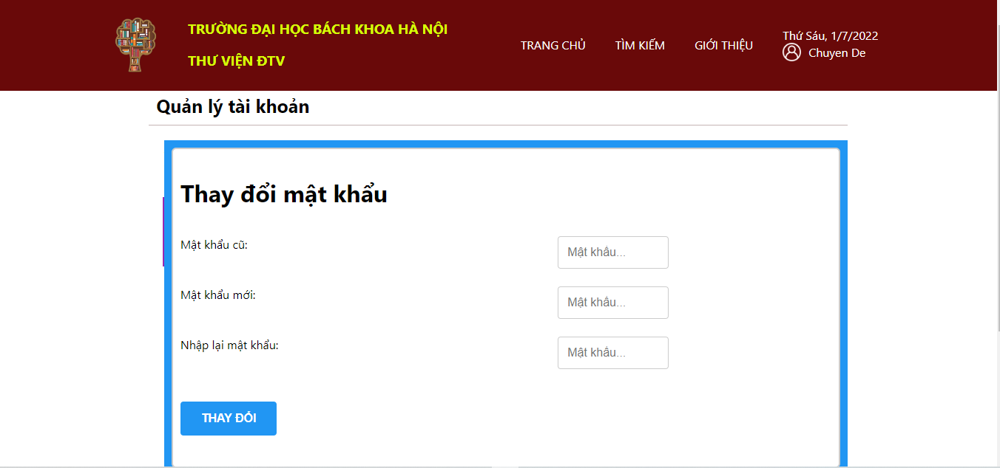 TRƯỜNG ĐẠI HỌC BÁCH KHOA HÀ NỘI
THƯ VIỆN ĐTV
TRANG CHỦ
TÌM KIẾM
GIỚI THIỆU
Thứ Sáu, 1/7/2022
Chuyen De
Quản lý tài khoản
Thay đổi mật khẩu
Mật khẩu cũ:
Mật khẩu...
Mật khẩu mới:
Mật khẩu...
Nhập lại mật khẩu:
Mật khẩu...
THAY ĐỔI